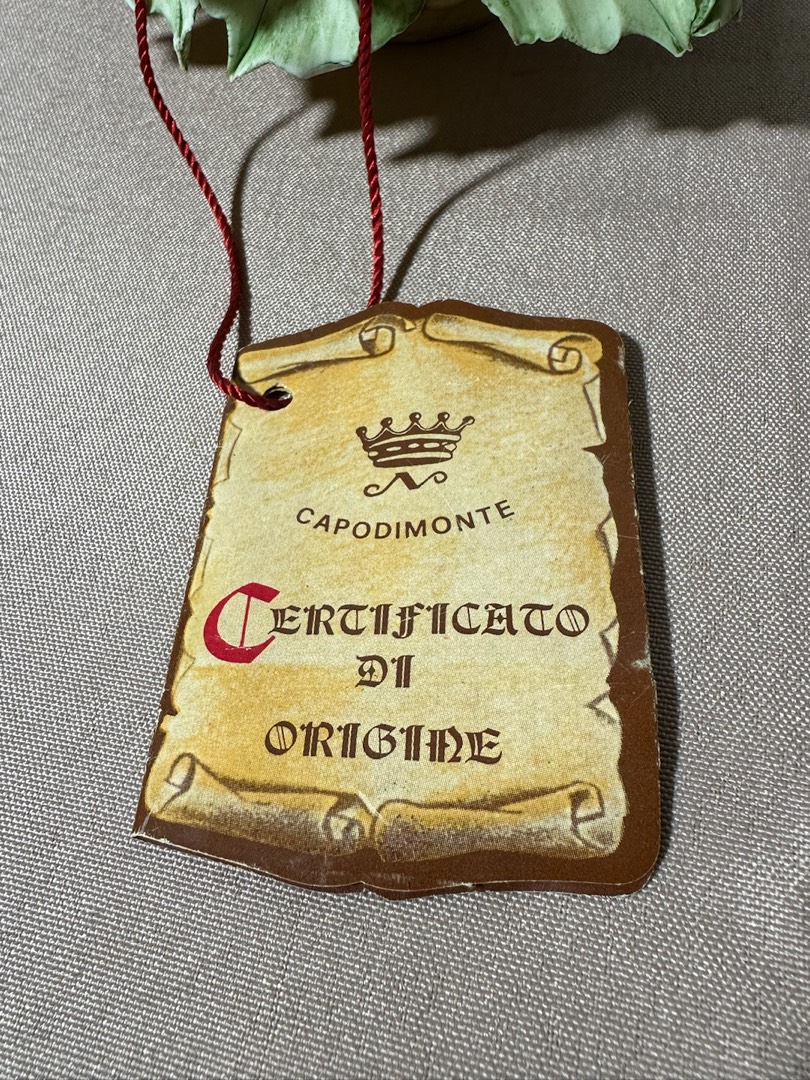 N
CAPODIMONTE
CERTIFICATO
DI
ORIGINE